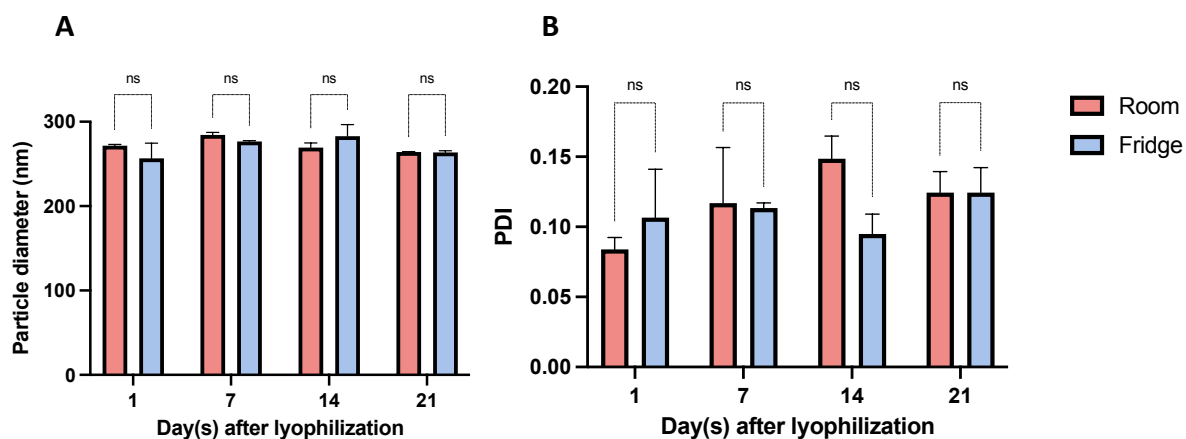 A
ns ns ns ns
300
200
100
0
Particle diameter (nm)
1 7 14 21
Day(s) after lyophilization
B
ns ns ns ns
0.20
0.15
0.10
0.05
0.00
PDI
1 7 14 21
Day(s) after lyophilization
Room
Fridge